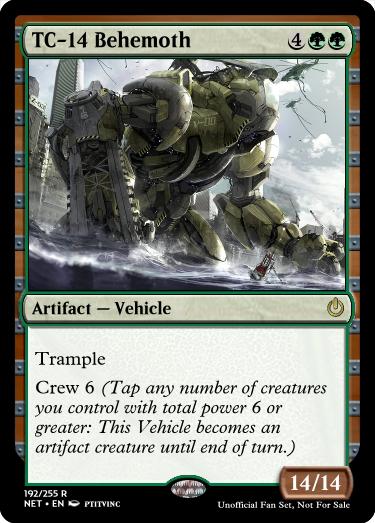 TC-14 Behemoth 4
Artifact — Vehicle
Trample
Crew 6 (Tap any number of creatures
you control with total power 6 or
greater: This Vehicle becomes an
artifact creature until end of turn.)
14/14
192/255 R
NET • EN PTITVINC
Unofficial Fan Set, Not For Sale